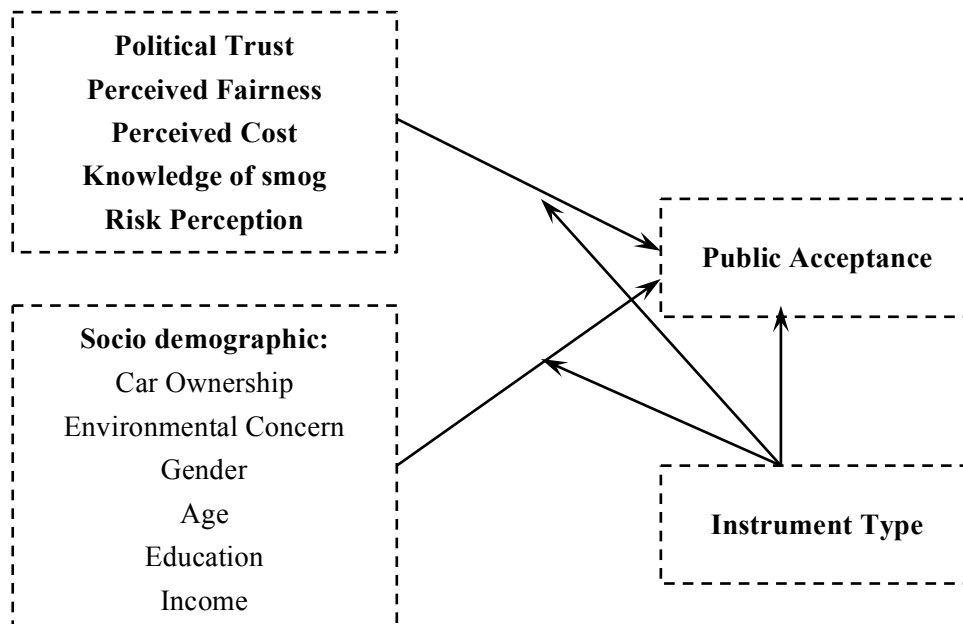 Political Trust
Perceived Fairness
Perceived Cost
Knowledge of smog
Risk Perception
Public Acceptance
Socio demographic:
Car Ownership
Environmental Concern
Gender
Age
Education
Income
Instrument Type